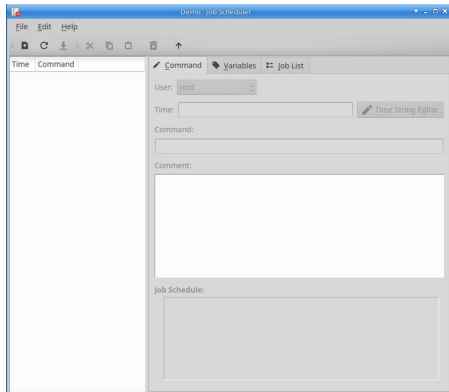 Demo - Job Scheduler
File Edit Help
Time Command
Command Variables Job List
User: root
Time: Time String Editor
Command:
Comment:
Job Schedule: